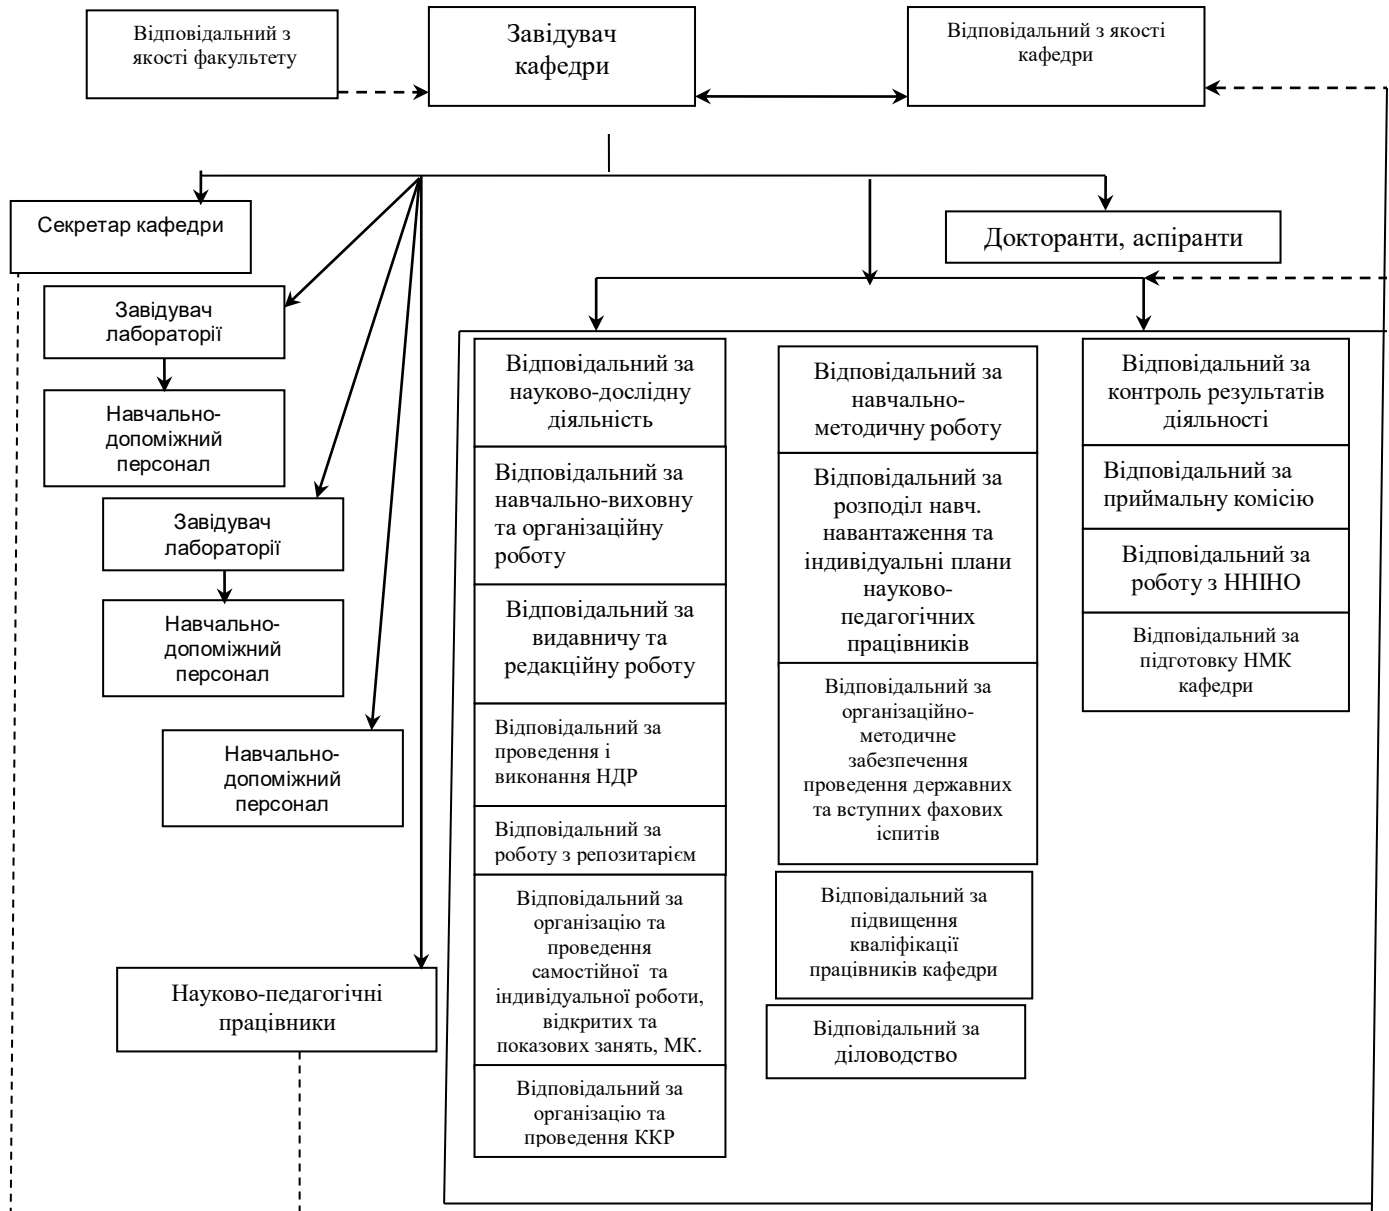 Відповідальний з
якості факультету
Завідувач
кафедри
Відповідальний з якості
кафедри
Секретар кафедри
Докторанти, аспіранти
Завідувач
лабораторії
Навчально-
допоміжний
персонал
Завідувач
лабораторії
Навчально-
допоміжний
персонал
Навчально-
допоміжний
персонал
Науково-педагогічні
працівники
Відповідальний за
науково-дослідну
діяльність
Відповідальний за
навчально-виховну
та організаційну
роботу
Відповідальний за
видавничу та
редакційну роботу
Відповідальний за
проведення і
виконання НДР
Відповідальний за
роботу з репозитарієм
Відповідальний за
організацію та
проведення
самостійної та
індивідуальної роботи,
відкритих та
показових занять, МК.
Відповідальний за
організацію та
проведення ККР
Відповідальний за
навчально-
методичну роботу
Відповідальний за
розподіл навч.
навантаження та
індивідуальні плани
науково-
педагогічних
працівників
Відповідальний за
організаційно-
методичне
забезпечення
проведення державних
та вступних фахових
іспитів
Відповідальний за
підвищення
кваліфікації
працівників кафедри
Відповідальний за
діловодство
Відповідальний за
контроль результатів
діяльності
Відповідальний за
приймальну комісію
Відповідальний за
роботу з ННІНО
Відповідальний за
підготовку НМК
кафедри